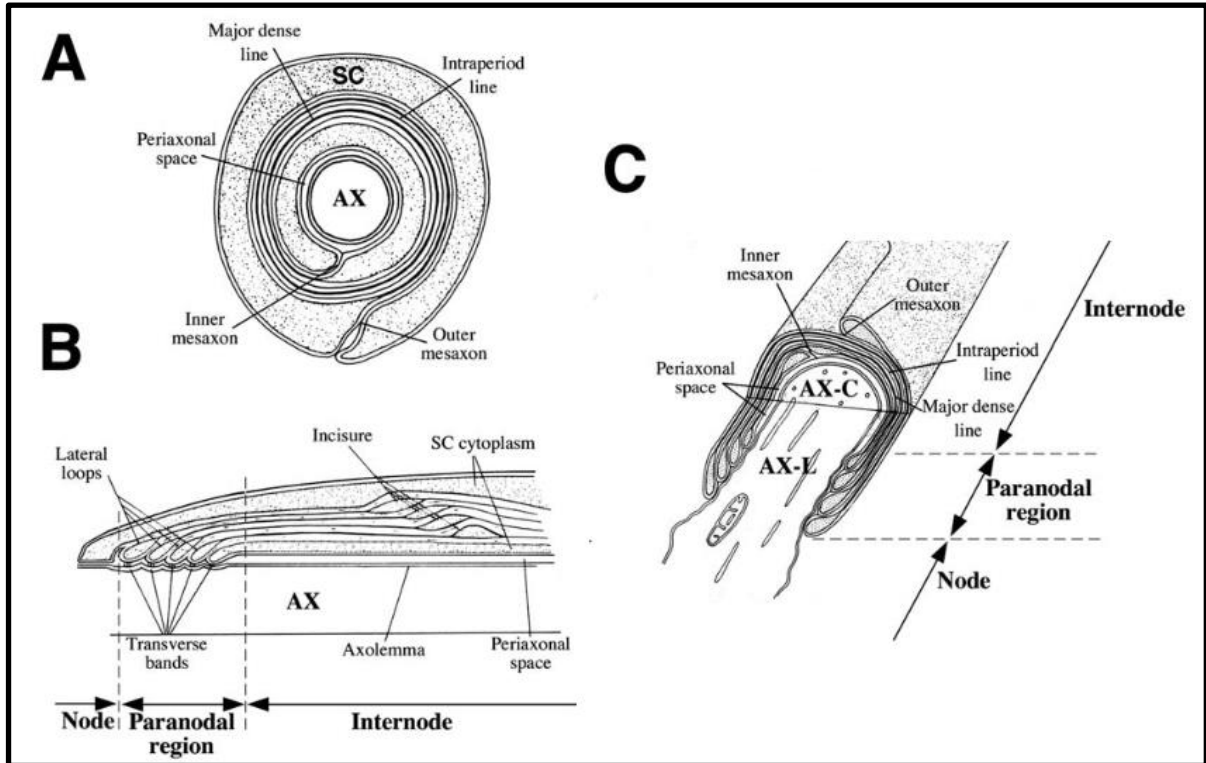 A
Major dense
line
SC
Intraperiod
line
Periaxonal
space
AX
Inner
mesaxon
Outer
mesaxon
B
Lateral
loops
Incisure
SC cytoplasm
AX
Transverse
bands
Axolemma
Periaxonal
space
Node
Paranodal
region
Internode
C
Inner
mesaxon
Outer
mesaxon
Internode
Periaxonal
space
AX-C
Intraperiod
line
Major dense
line
AX-L
Paranodal
region
Node